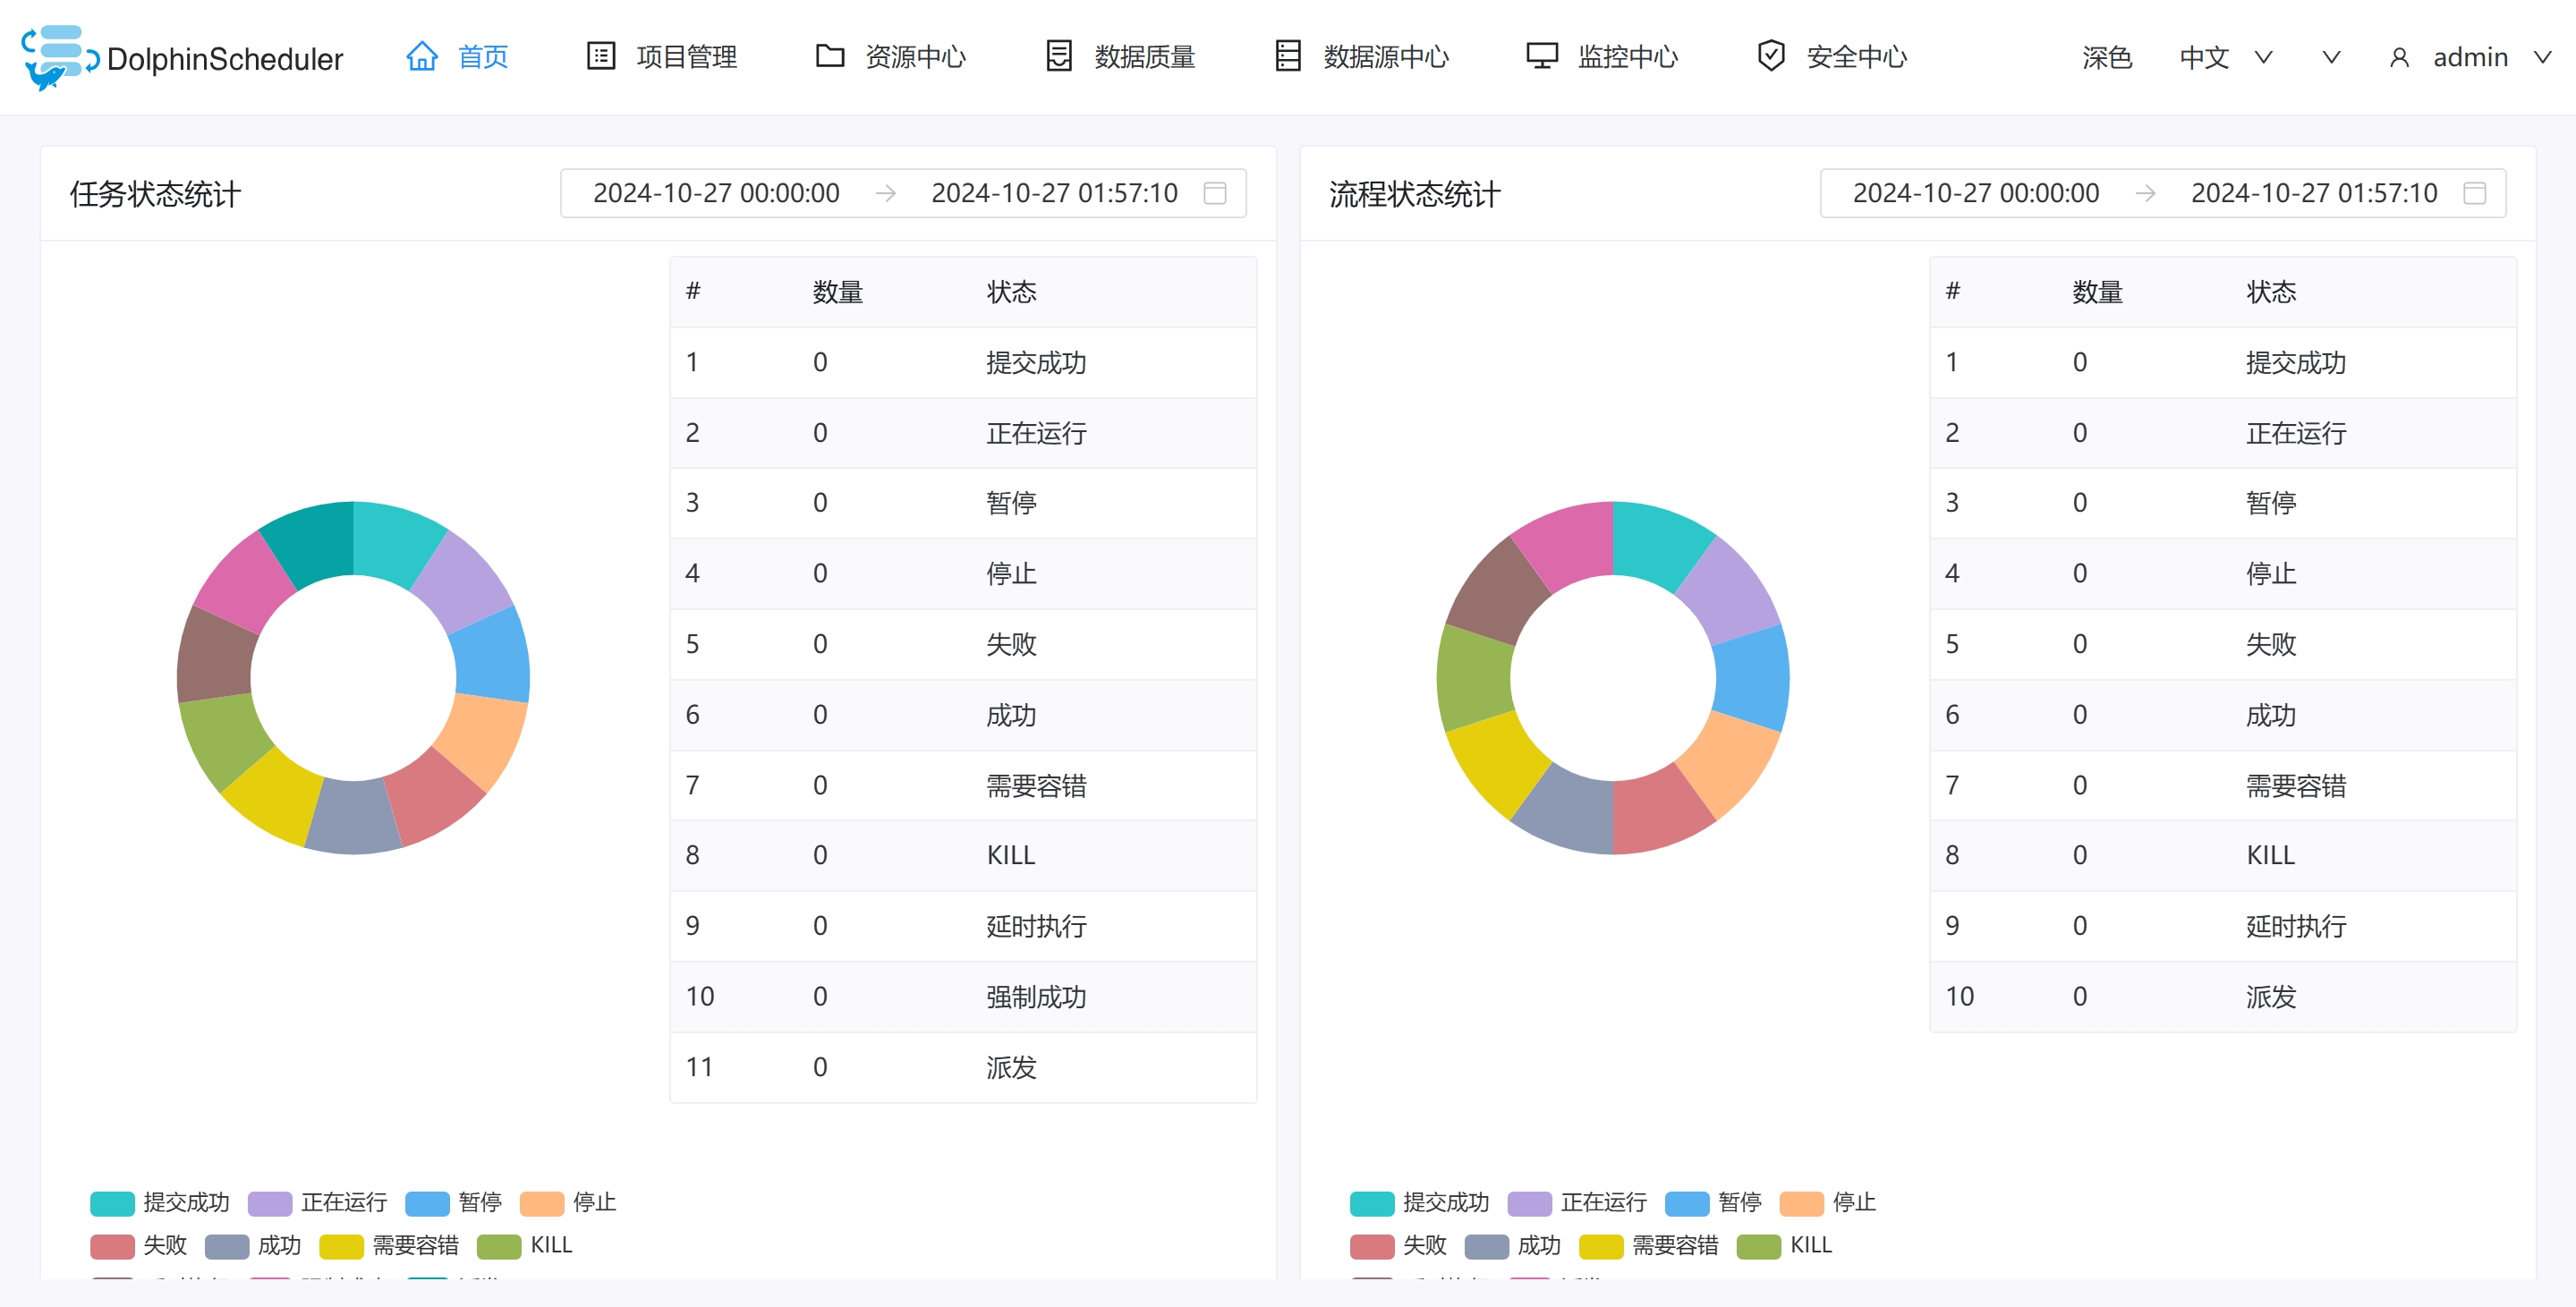 DolphinScheduler 首页 项目管理 资源中心 数据质量 数据源中心 监控中心 安全中心 深色 中文 admin
任务状态统计 2024-10-27 00:00:00 2024-10-27 01:57:10
# 数量 状态
1 0 提交成功
2 0 正在运行
3 0 暂停
4 0 停止
5 0 失败
6 0 成功
7 0 需要容错
8 0 KILL
9 0 延时执行
10 0 强制成功
11 0 派发
提交成功 正在运行 暂停 停止
失败 成功 需要容错 KILL
流程状态统计 2024-10-27 00:00:00 2024-10-27 01:57:10
# 数量 状态
1 0 提交成功
2 0 正在运行
3 0 暂停
4 0 停止
5 0 失败
6 0 成功
7 0 需要容错
8 0 KILL
9 0 延时执行
10 0 派发
提交成功 正在运行 暂停 停止
失败 成功 需要容错 KILL